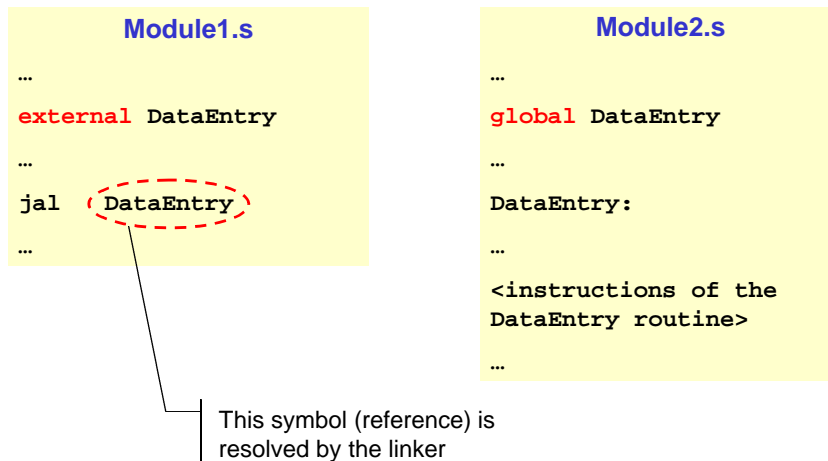 Module1.s
…
external DataEntry
…
jal DataEntry
…
Module2.s
…
global DataEntry
…
DataEntry:
…
<instructions of the
DataEntry routine>
…
This symbol (reference) is
resolved by the linker